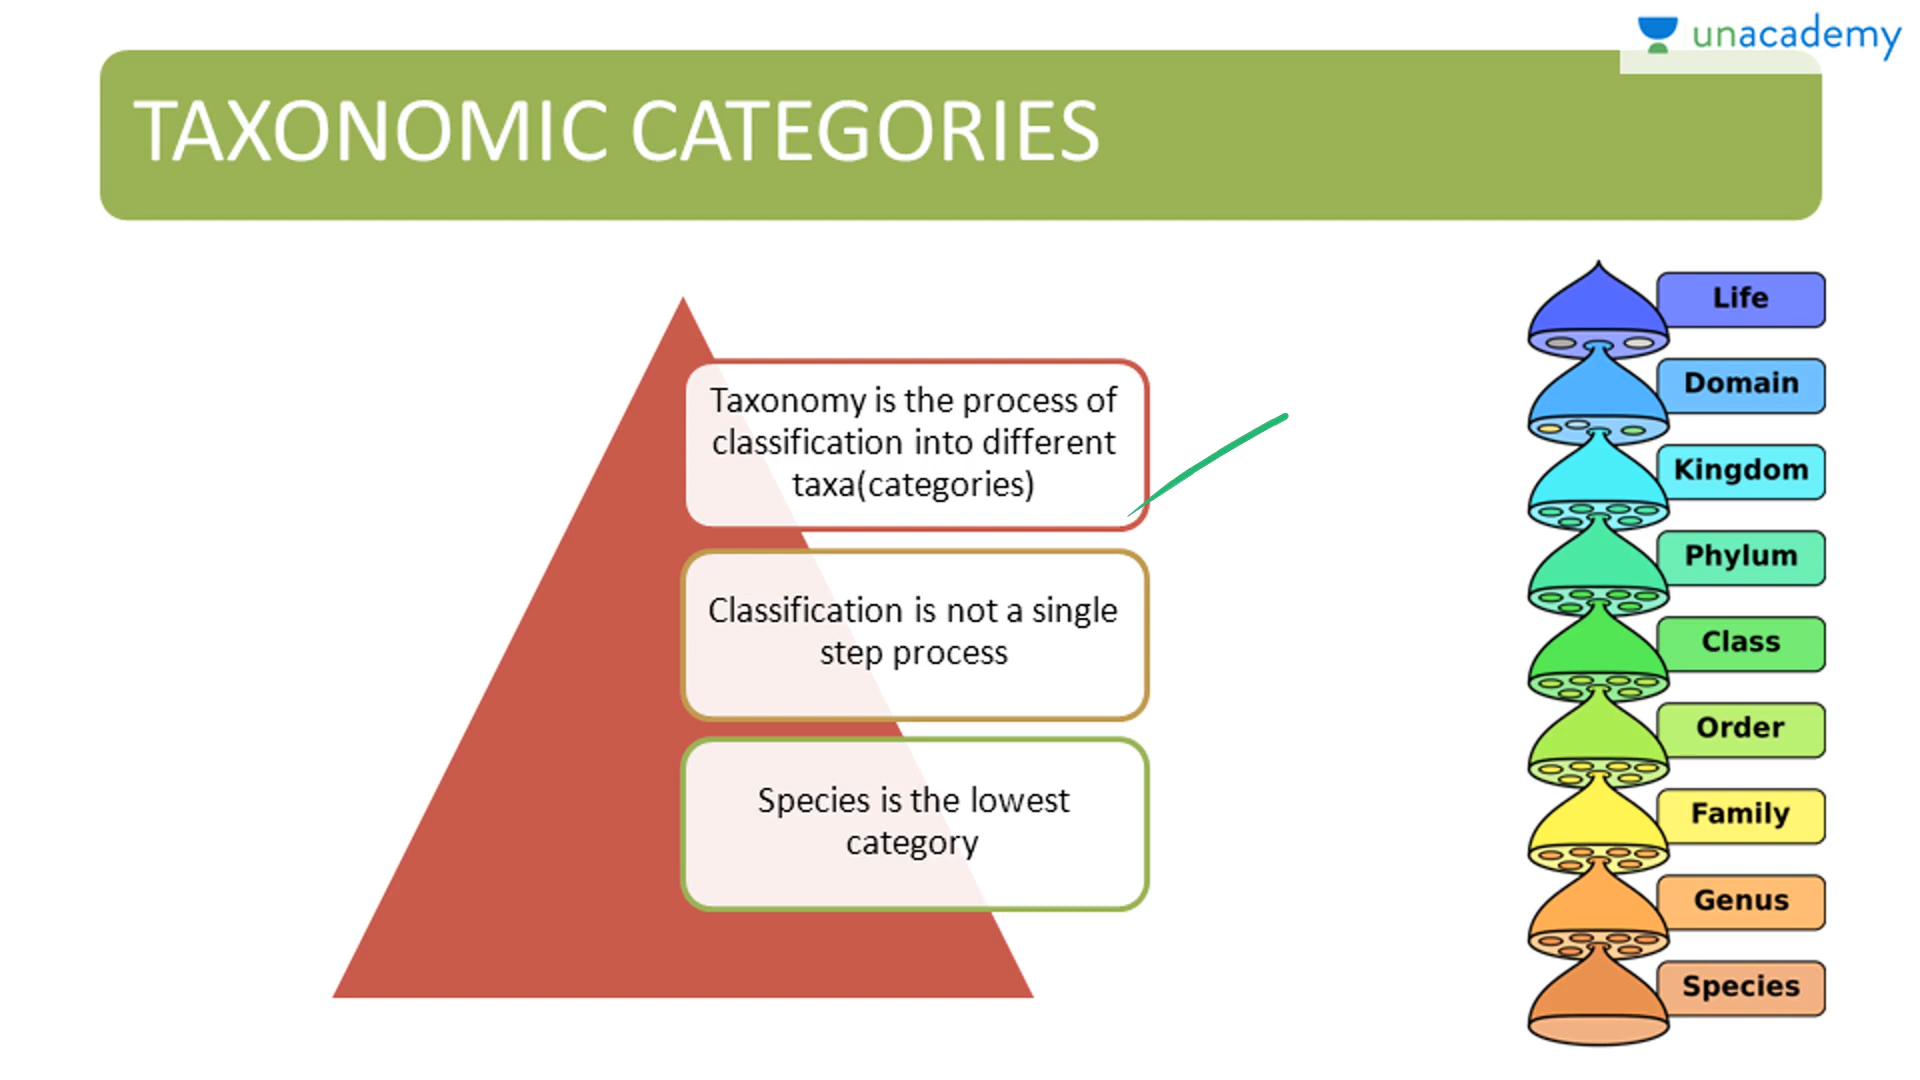 unacademy
TAXONOMIC CATEGORIES
Taxonomy is the process of
classification into different
taxa(categories)
Classification is not a single
step process
Species is the lowest
category
Life
Domain
Kingdom
Phylum
Class
Order
Family
Genus
Species